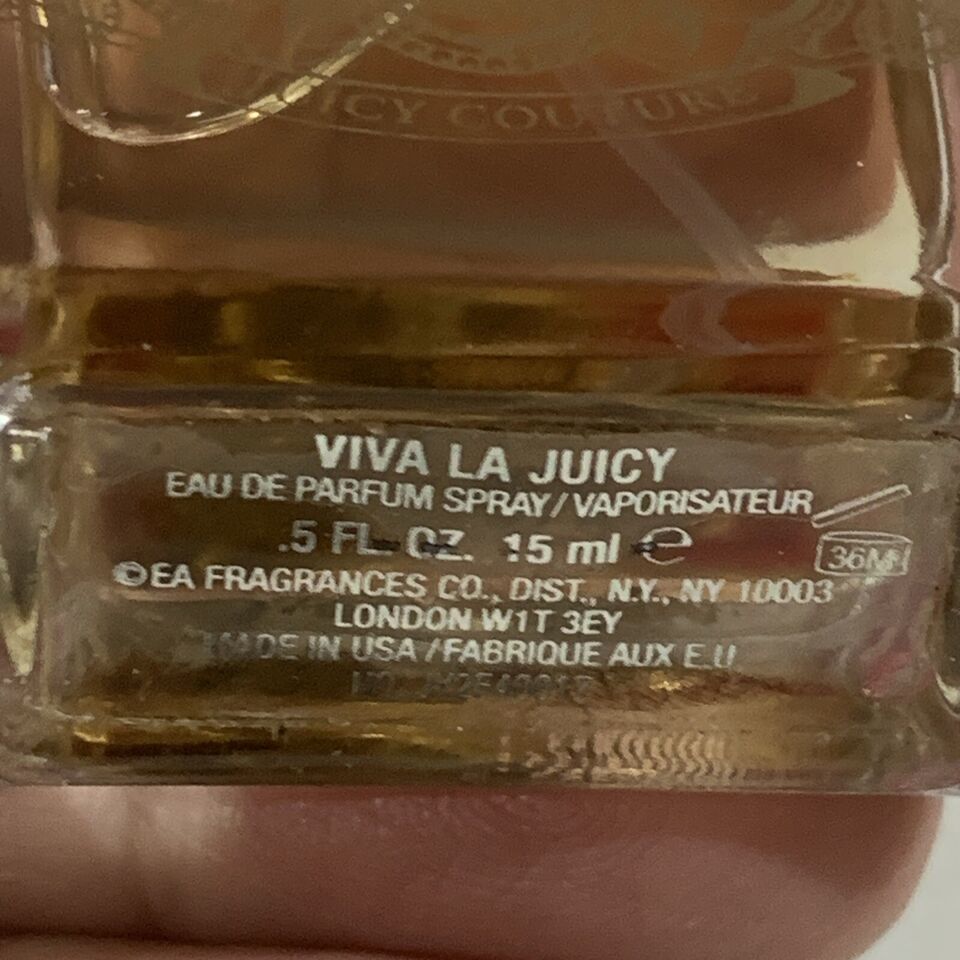 JUICY COUTURE
VIVA LA JUICY
EAU DE PARFUM SPRAY/VAPORISATEUR
.5 FL. OZ. 15 ml ℮
36M
©EA FRAGRANCES CO., DIST., N.Y., NY 10003
LONDON W1T 3EY
MADE IN USA/FABRIQUE AUX E.U.